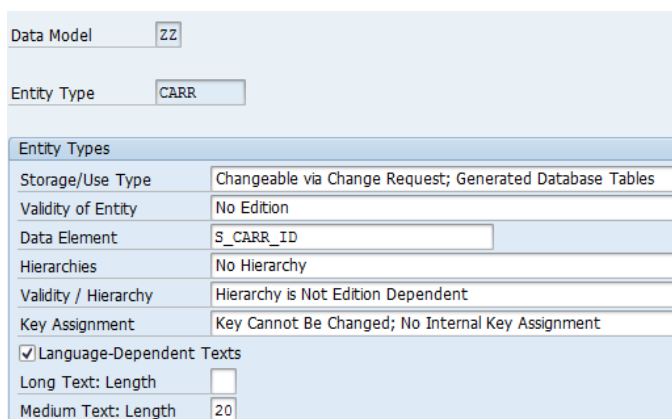 Data Model ZZ
Entity Type CARR
Entity Types
Storage/Use Type Changeable via Change Request; Generated Database Tables
Validity of Entity No Edition
Data Element S_CARR_ID
Hierarchies No Hierarchy
Validity / Hierarchy Hierarchy is Not Edition Dependent
Key Assignment Key Cannot Be Changed; No Internal Key Assignment
Language-Dependent Texts
Long Text: Length
Medium Text: Length 20